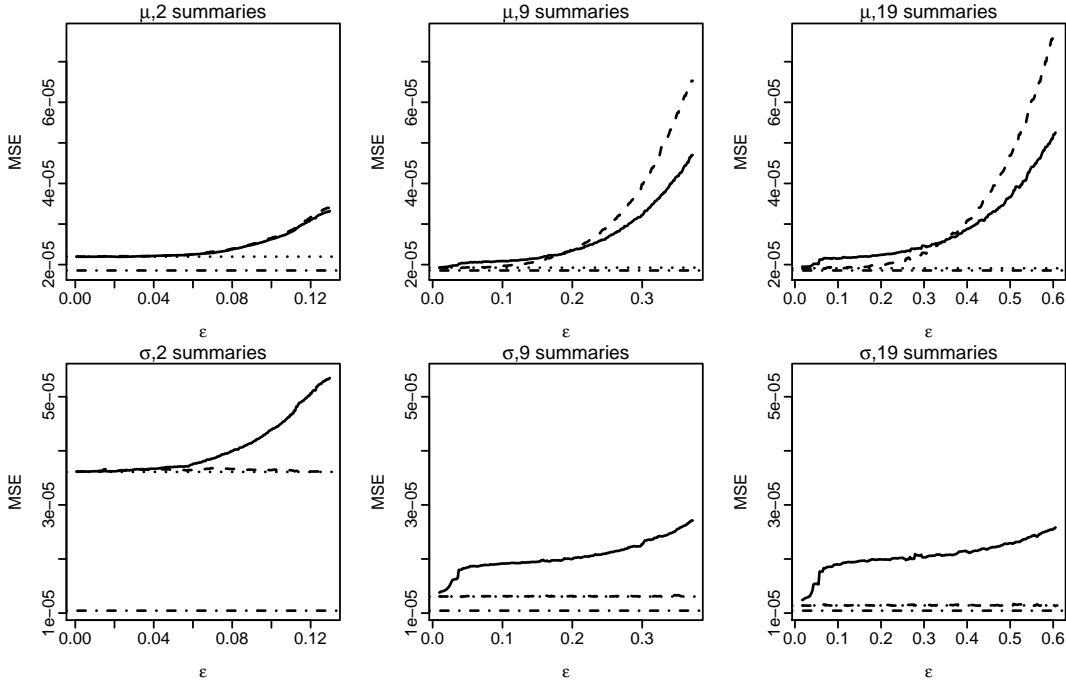 μ,2 summaries
MSE
2e−05 4e−05 6e−05
0.00 0.04 0.08 0.12
ε
μ,9 summaries
MSE
2e−05 4e−05 6e−05
0.0 0.1 0.2 0.3
ε
μ,19 summaries
MSE
2e−05 4e−05 6e−05
0.0 0.1 0.2 0.3 0.4 0.5 0.6
ε
σ,2 summaries
MSE
1e−05 3e−05 5e−05
0.00 0.04 0.08 0.12
ε
σ,9 summaries
MSE
1e−05 3e−05 5e−05
0.0 0.1 0.2 0.3
ε
σ,19 summaries
MSE
1e−05 3e−05 5e−05
0.0 0.1 0.2 0.3 0.4 0.5 0.6
ε